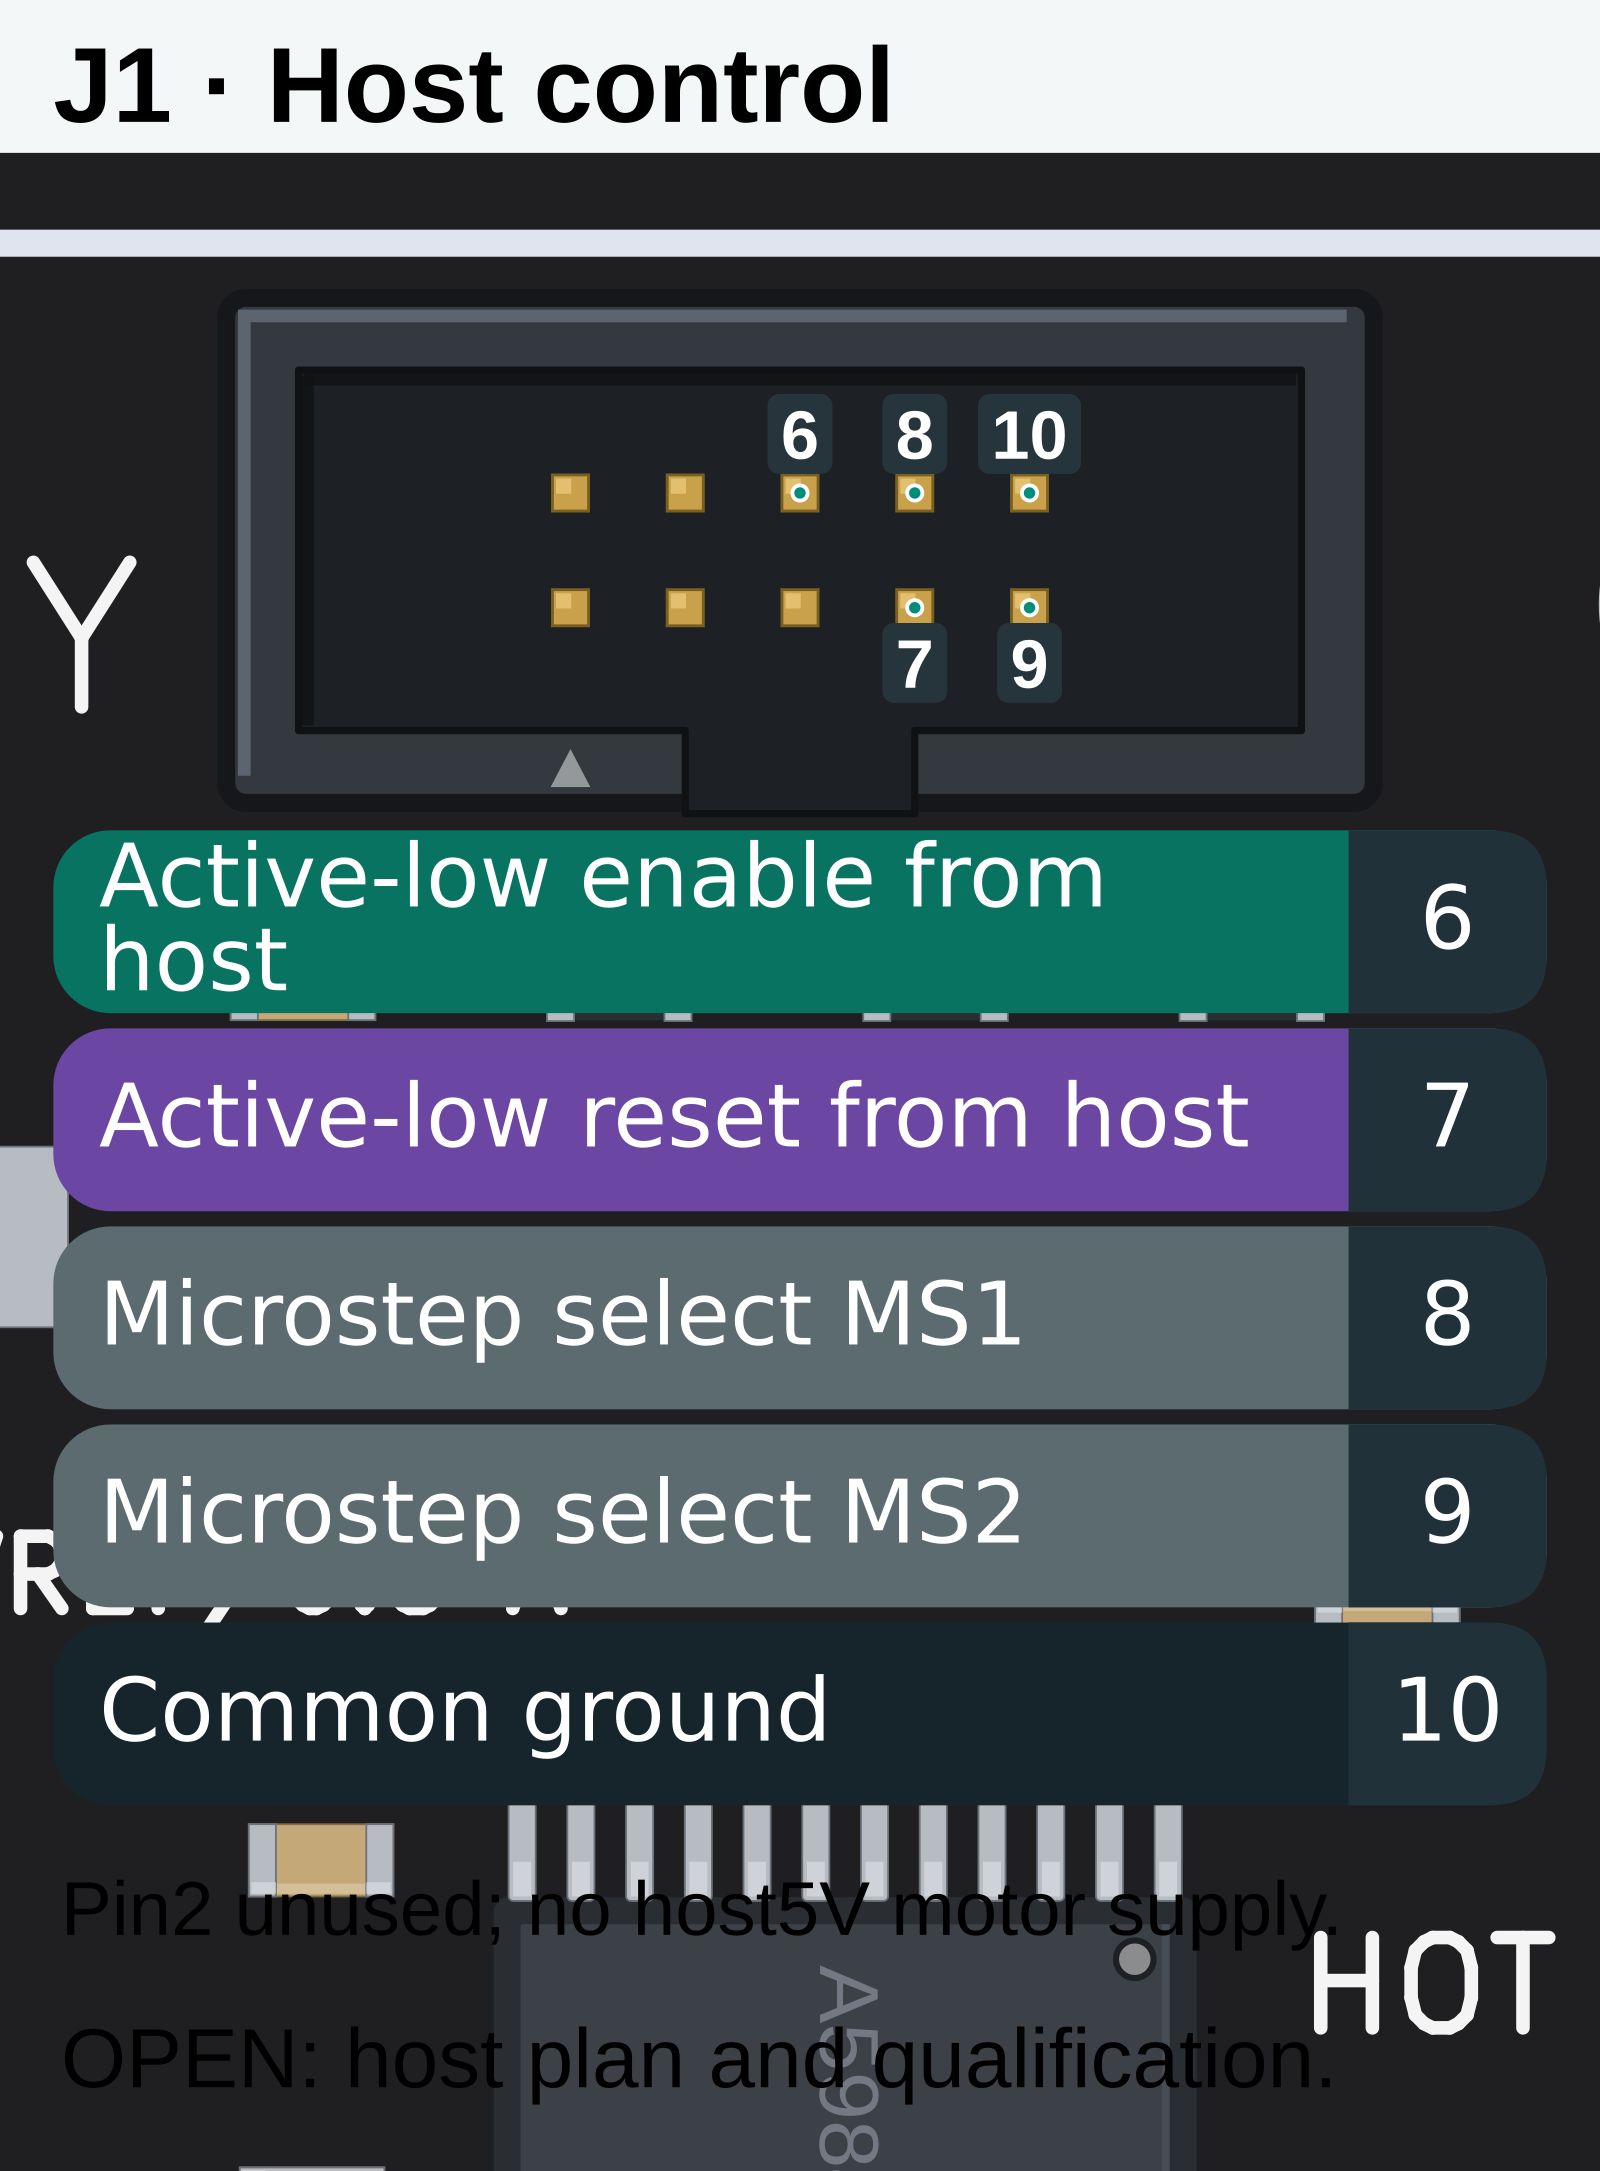 J1 · Host control
6 8 10
Y
7 9
Active-low enable from
host
6
Active-low reset from host
7
Microstep select MS1
8
Microstep select MS2
9
Common ground
10
Pin2 unused; no host5V motor supply.
HOT
OPEN: host plan and qualification.
A598